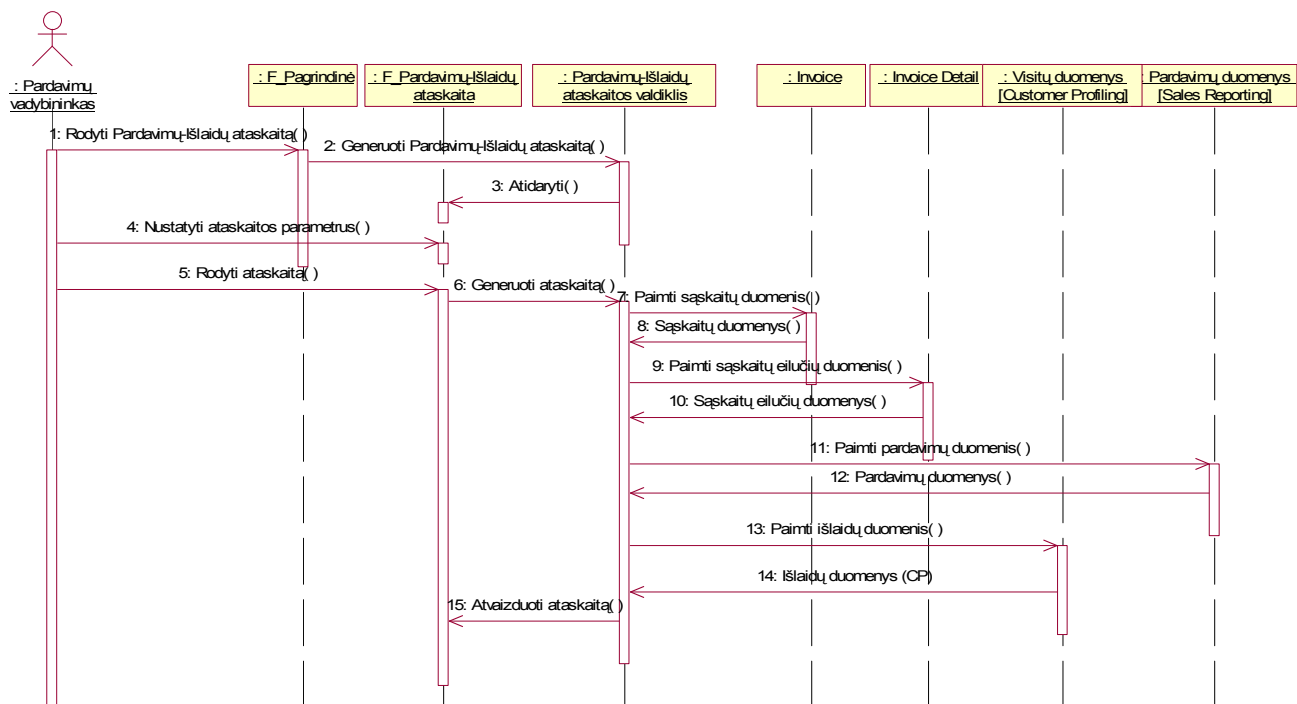 : Pardavimų
vadybininkas
: F_Pagrindinė
: F_Pardavimų-Išlaidų
ataskaita
: Pardavimų-Išlaidų
ataskaitos valdiklis
: Invoice
: Invoice Detail
: Visitų duomenys
[Customer Profiling]
: Pardavimų duomenys
[Sales Reporting]
1: Rodyti Pardavimų-Išlaidų ataskaitą( )
2: Generuoti Pardavimų-Išlaidų ataskaitą( )
3: Atidaryti( )
4: Nustatyti ataskaitos parametrus( )
5: Rodyti ataskaitą( )
6: Generuoti ataskaitą( )
7: Paimti sąskaitų duomenis( )
8: Sąskaitų duomenys( )
9: Paimti sąskaitų eilučių duomenis( )
10: Sąskaitų eilučių duomenys( )
11: Paimti pardavimų duomenis( )
12: Pardavimų duomenys( )
13: Paimti išlaidų duomenis( )
14: Išlaidų duomenys (CP)
15: Atvaizduoti ataskaitą( )